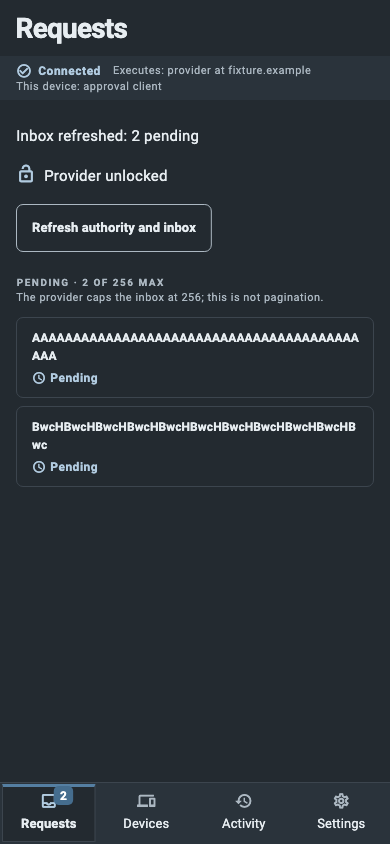 Requests
Connected Executes: provider at fixture.example
This device: approval client
Inbox refreshed: 2 pending
Provider unlocked
Refresh authority and inbox
PENDING · 2 OF 256 MAX
The provider caps the inbox at 256; this is not pagination.
AAAAAAAAAAAAAAAAAAAAAAAAAAAAAAAAAAAAAAAA
AAA
Pending
BwcHBwcHBwcHBwcHBwcHBwcHBwcHBwcHBwcHBwcHB
wc
Pending
2
Requests Devices Activity Settings